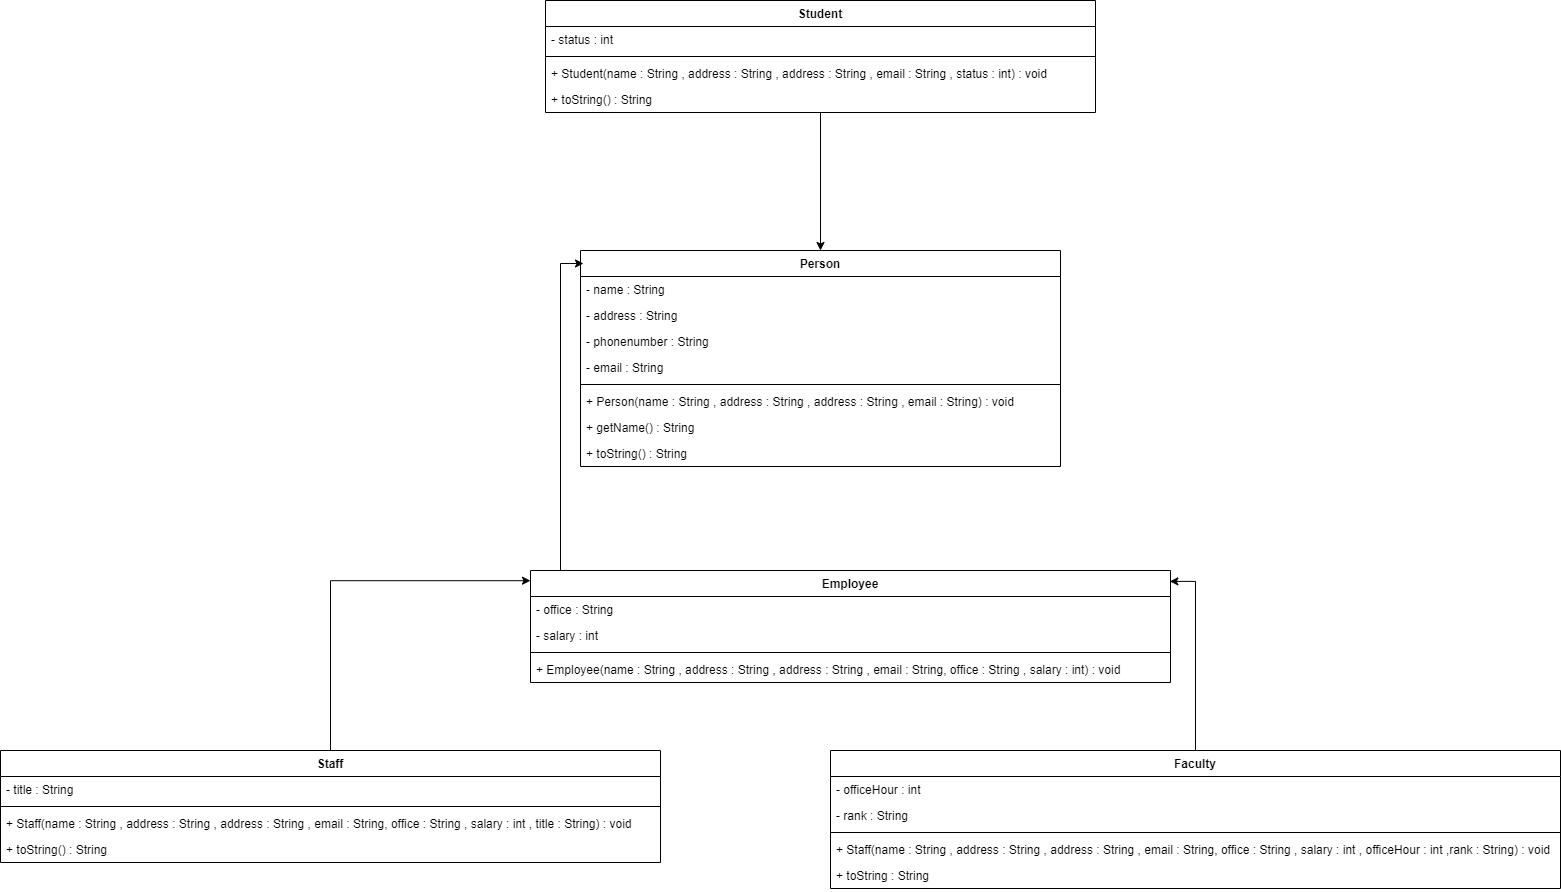 Student
- status : int
+ Student(name : String , address : String , address : String , email : String , status : int) : void
+ toString() : String
Person
- name : String
- address : String
- phonenumber : String
- email : String
+ Person(name : String , address : String , address : String , email : String) : void
+ getName() : String
+ toString() : String
Employee
- office : String
- salary : int
+ Employee(name : String , address : String , address : String , email : String, office : String , salary : int) : void
Staff
- title : String
+ Staff(name : String , address : String , address : String , email : String, office : String , salary : int , title : String) : void
+ toString() : String
Faculty
- officeHour : int
- rank : String
+ Staff(name : String , address : String , address : String , email : String, office : String , salary : int , officeHour : int ,rank : String) : void
+ toString : String